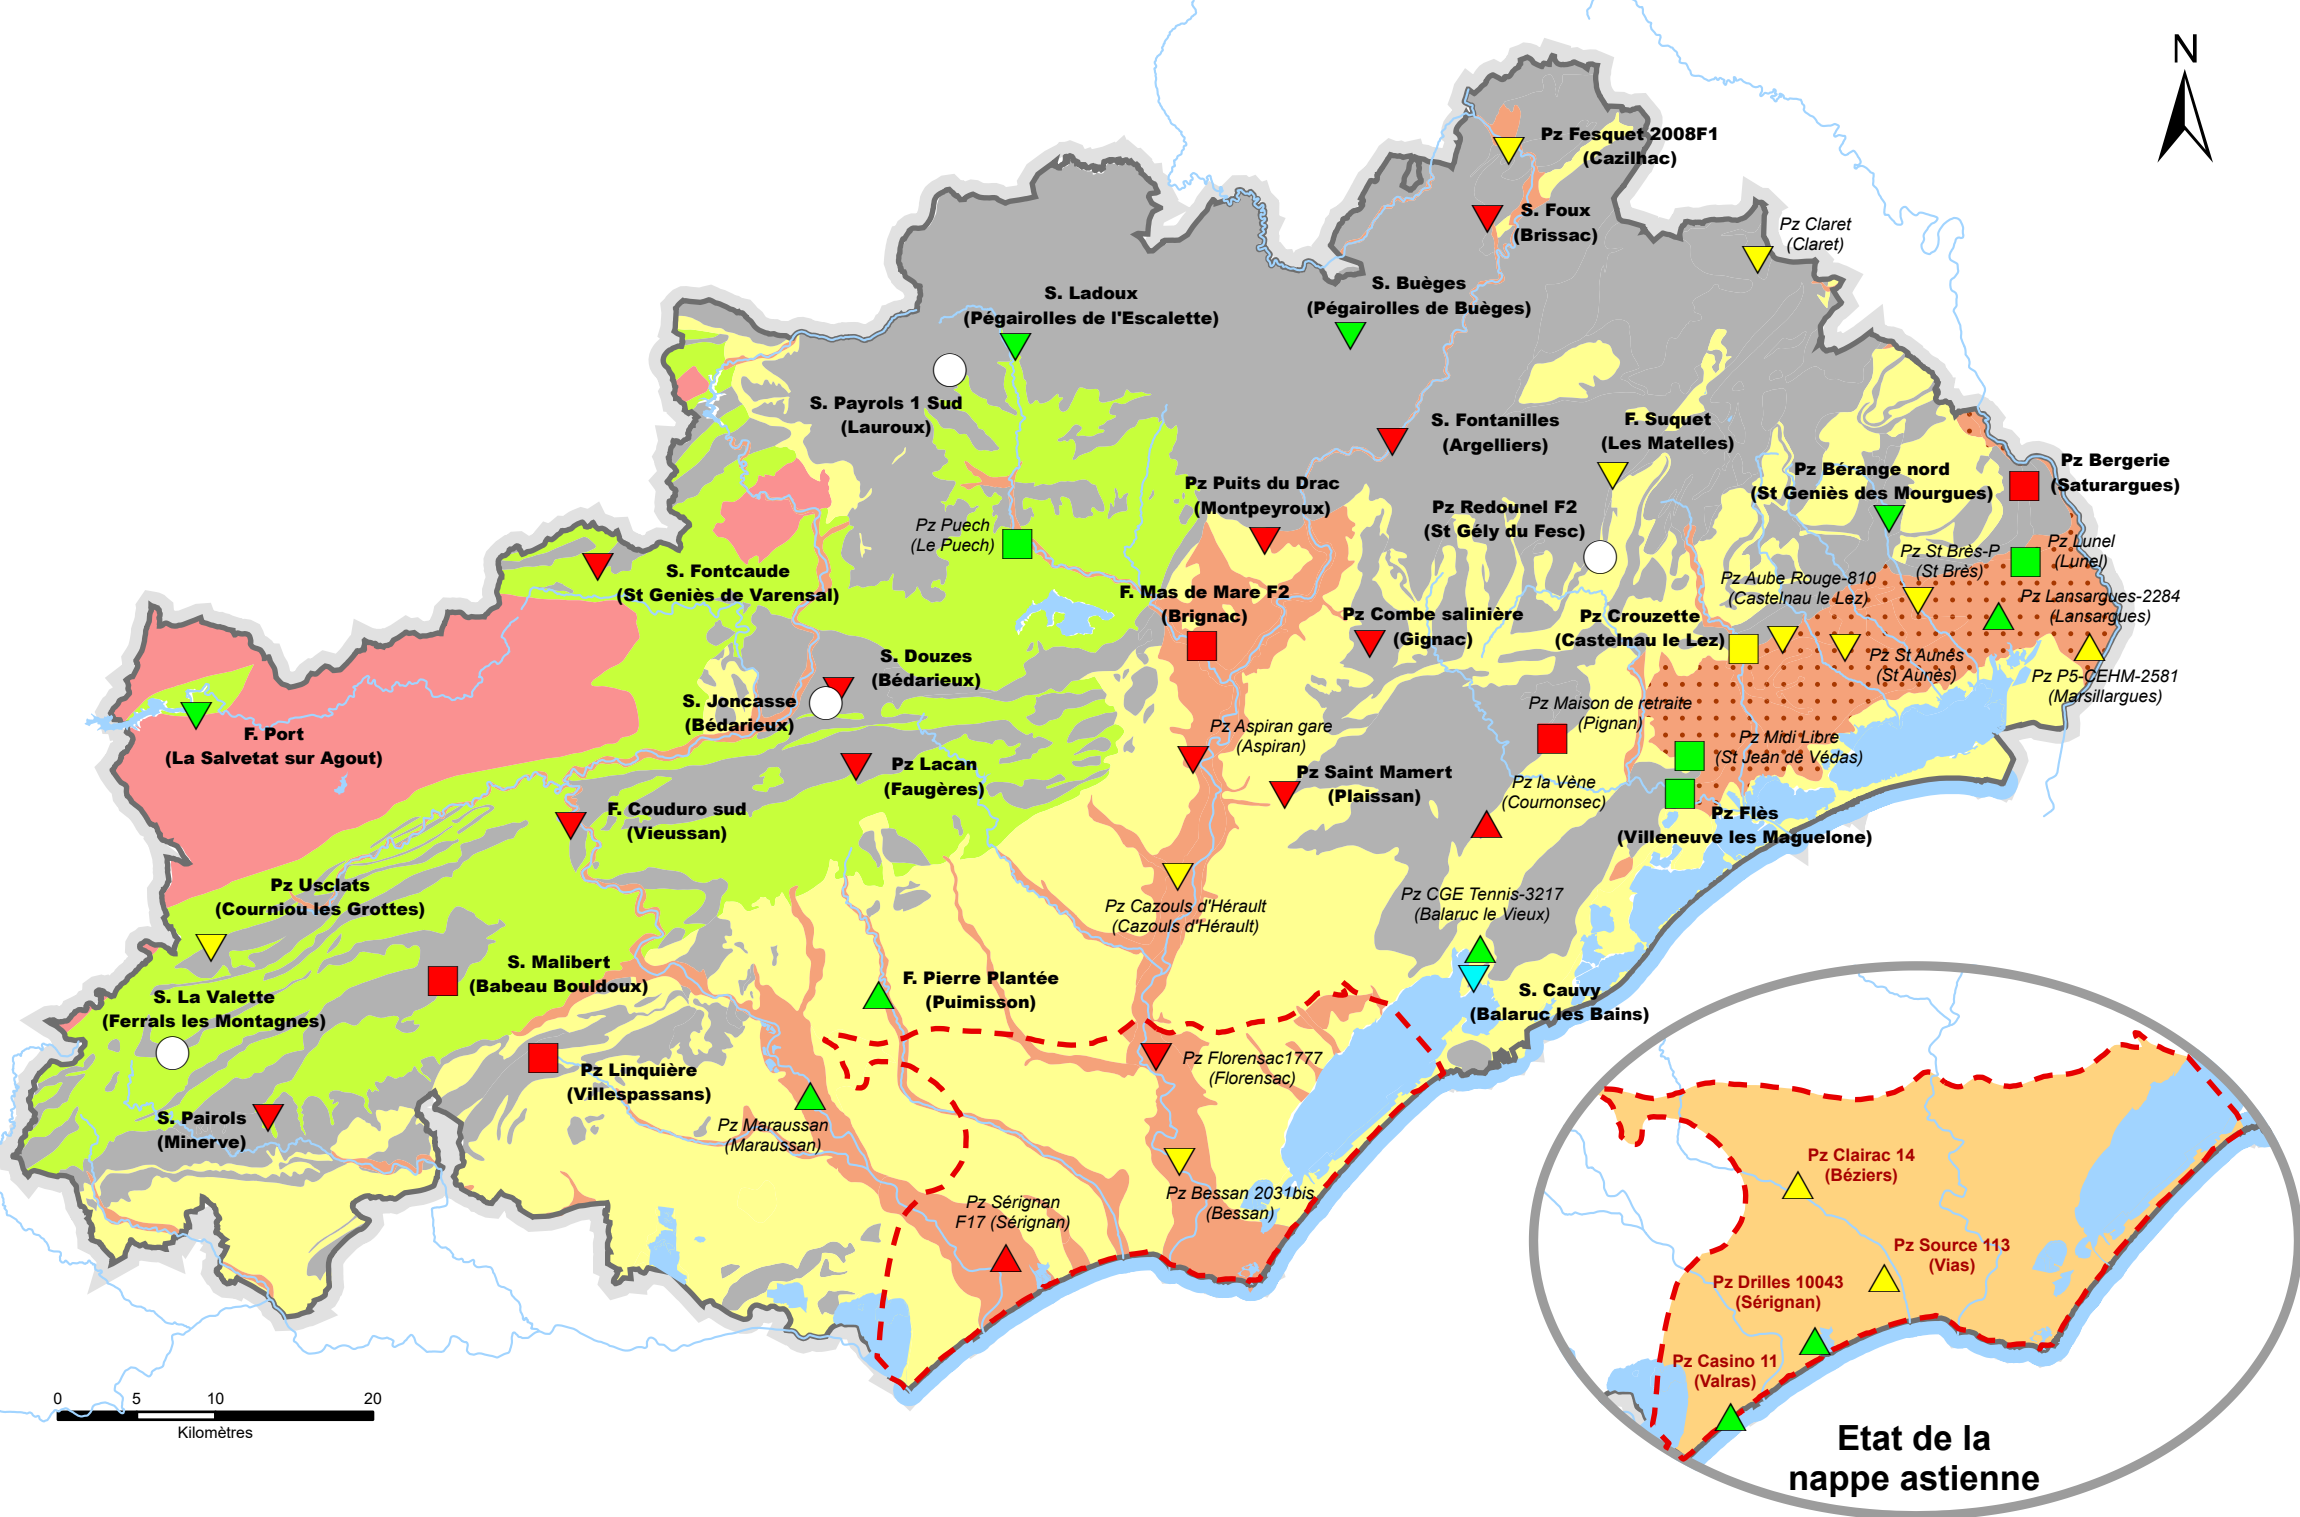 N
Pz Fesquet 2008F1
(Cazilhac)
S. Foux
(Brissac)
Pz Claret
(Claret)
S. Buèges
(Pégairolles de Buèges)
S. Ladoux
(Pégairolles de l'Escalette)
S. Payrols 1 Sud
(Lauroux)
S. Fontanilles
(Argelliers)
F. Suquet
(Les Matelles)
Pz Bérange nord
(St Geniès des Mourgues)
Pz Bergerie
(Saturargues)
Pz Puits du Drac
(Montpeyroux)
Pz Redounel F2
(St Gély du Fesc)
Pz Puech
(Le Puech)
Pz St Brès-P
(St Brès)
Pz Lunel
(Lunel)
S. Fontcaude
(St Geniès de Varensal)
Pz Aube Rouge-810
(Castelnau le Lez)
Pz Lansargues-2284
(Lansargues)
F. Mas de Mare F2
(Brignac)
Pz Combe salinière
(Gignac)
Pz Crouzette
(Castelnau le Lez)
Pz St Aunès
(St Aunès)
Pz P5-CEHM-2581
(Marsillargues)
S. Douzes
(Bédarieux)
S. Joncasse
(Bédarieux)
Pz Maison de retraite
(Pignan)
F. Port
(La Salvetat sur Agout)
Pz Aspiran gare
(Aspiran)
Pz Midi Libre
(St Jean de Védas)
Pz Lacan
(Faugères)
Pz Saint Mamert
(Plaissan)
Pz la Vène
(Cournonsec)
F. Couduro sud
(Vieussan)
Pz Flès
(Villeneuve les Maguelone)
Pz Usclats
(Courniou les Grottes)
Pz Cazouls d'Hérault
(Cazouls d'Hérault)
Pz CGE Tennis-3217
(Balaruc le Vieux)
S. Malibert
(Babeau Bouldoux)
F. Pierre Plantée
(Puimisson)
S. Cauvy
(Balaruc les Bains)
S. La Valette
(Ferrals les Montagnes)
Pz Linquière
(Villespassans)
Pz Florensac1777
(Florensac)
S. Pairols
(Minerve)
Pz Maraussan
(Maraussan)
Pz Sérignan
F17 (Sérignan)
Pz Bessan 2031bis
(Bessan)
Pz Clairac 14
(Béziers)
Pz Source 113
(Vias)
Pz Drilles 10043
(Sérignan)
Pz Casino 11
(Valras)
0 5 10 20
Kilomètres
Etat de la
nappe astienne